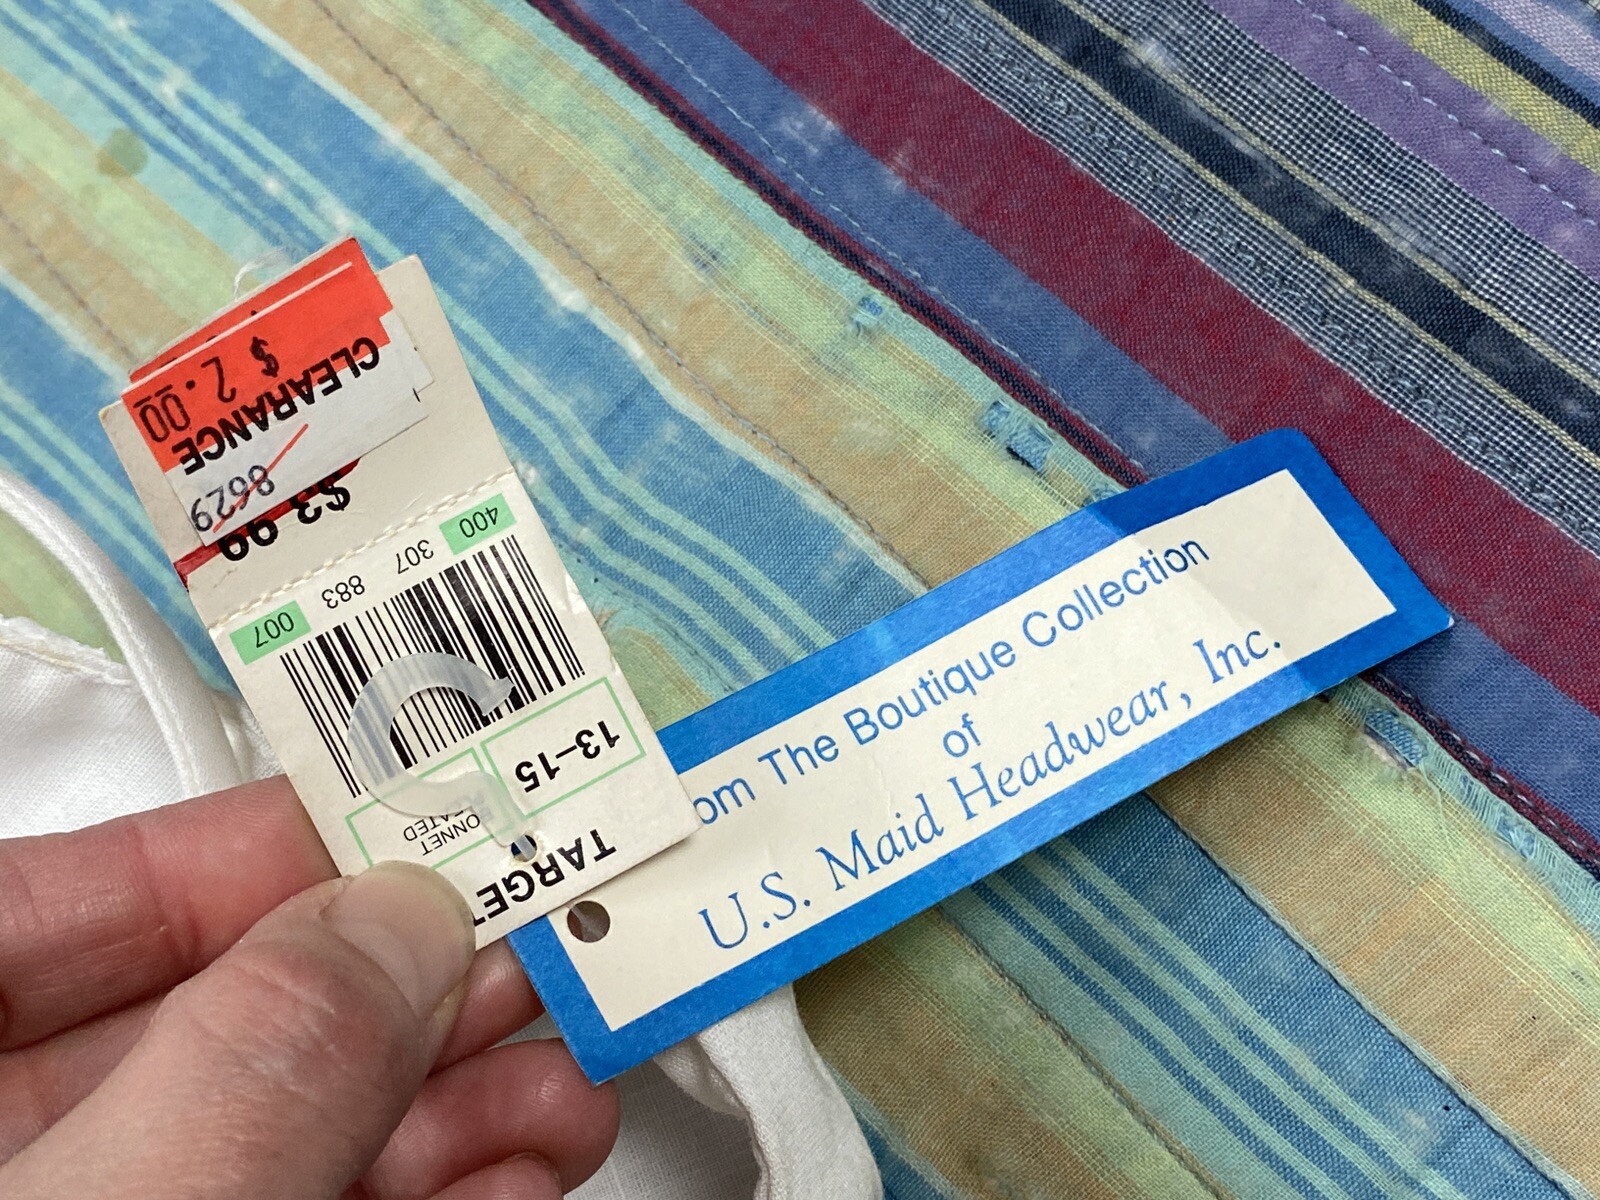 TARGET
13-15
400 307 883 007
$3.99
8629
CLEARANCE
$ 2.00
The Boutique Collection
of
U.S. Maid Headwear, Inc.